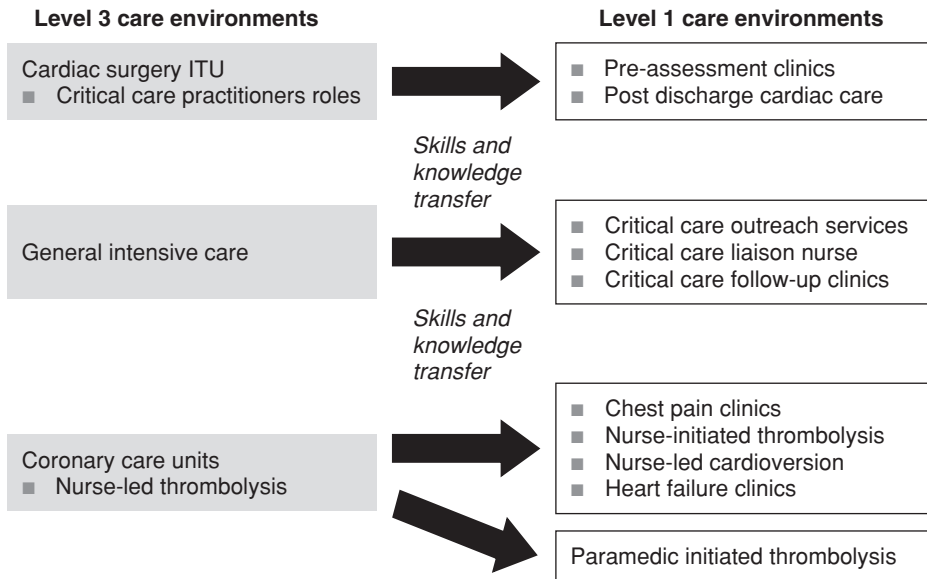 Level 3 care environments
Level 1 care environments
Cardiac surgery ITU
■ Critical care practitioners roles
■ Pre-assessment clinics
■ Post discharge cardiac care
Skills and
knowledge
transfer
General intensive care
■ Critical care outreach services
■ Critical care liaison nurse
■ Critical care follow-up clinics
Skills and
knowledge
transfer
Coronary care units
■ Nurse-led thrombolysis
■ Chest pain clinics
■ Nurse-initiated thrombolysis
■ Nurse-led cardioversion
■ Heart failure clinics
Paramedic initiated thrombolysis